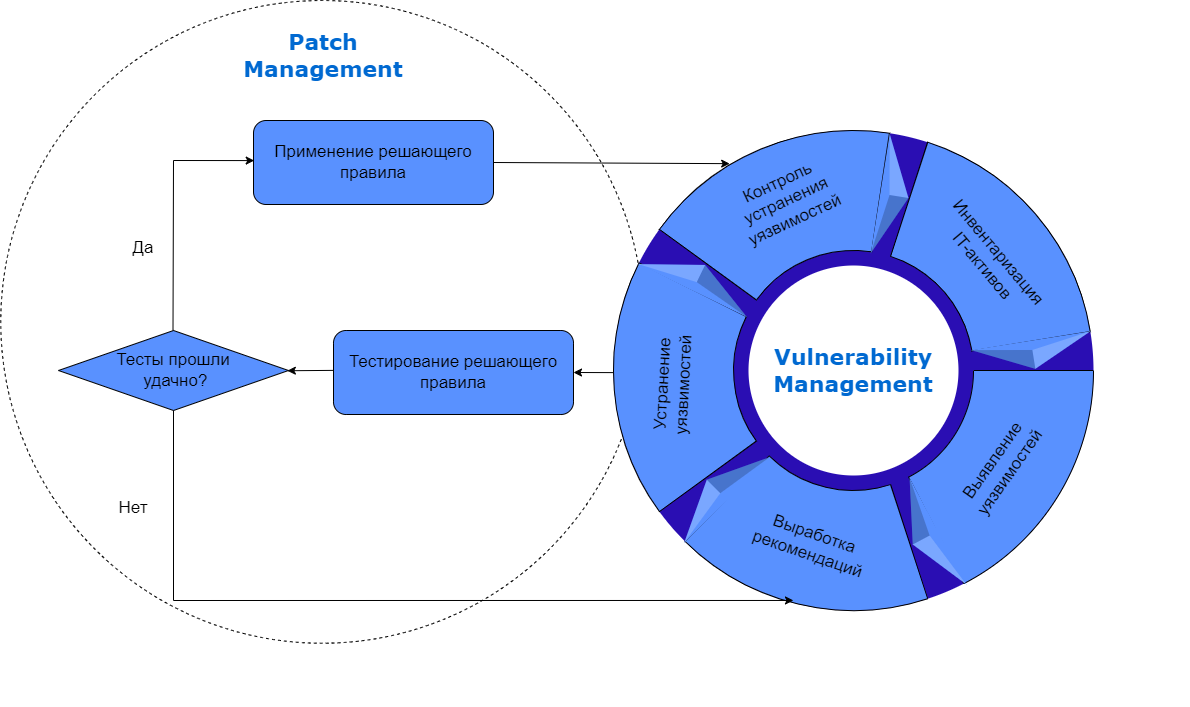 Patch
Management
Применение решающего
правила
Да
Тесты прошли
удачно?
Тестирование решающего
правила
Нет
Контроль
устранения
уязвимостей
Инвентаризация
IT-активов
Выявление
уязвимостей
Выработка
рекомендаций
Устранение
уязвимостей
Vulnerability
Management